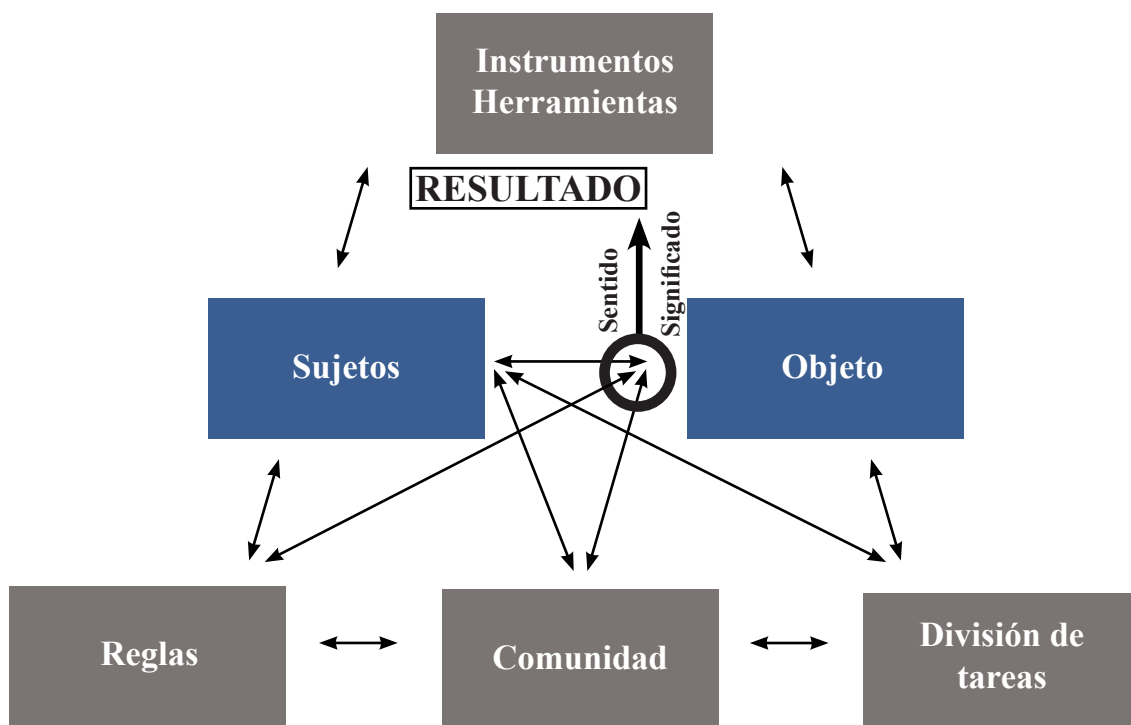 Instrumentos
Herramientas
RESULTADO
Sentido
Significado
Sujetos
Objeto
Reglas
Comunidad
División de
tareas